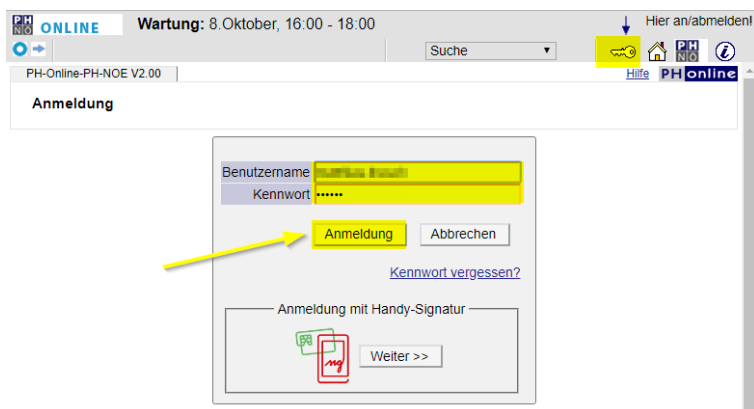 PH NÖ ONLINE Wartung: 8.Oktober, 16:00 - 18:00 Hier an/abmelden!
Suche PH NÖ i
PH-Online-PH-NOE V2.00 Hilfe PH online
Anmeldung
Benutzername
Kennwort ••••••
Anmeldung Abbrechen
Kennwort vergessen?
Anmeldung mit Handy-Signatur
Weiter >>